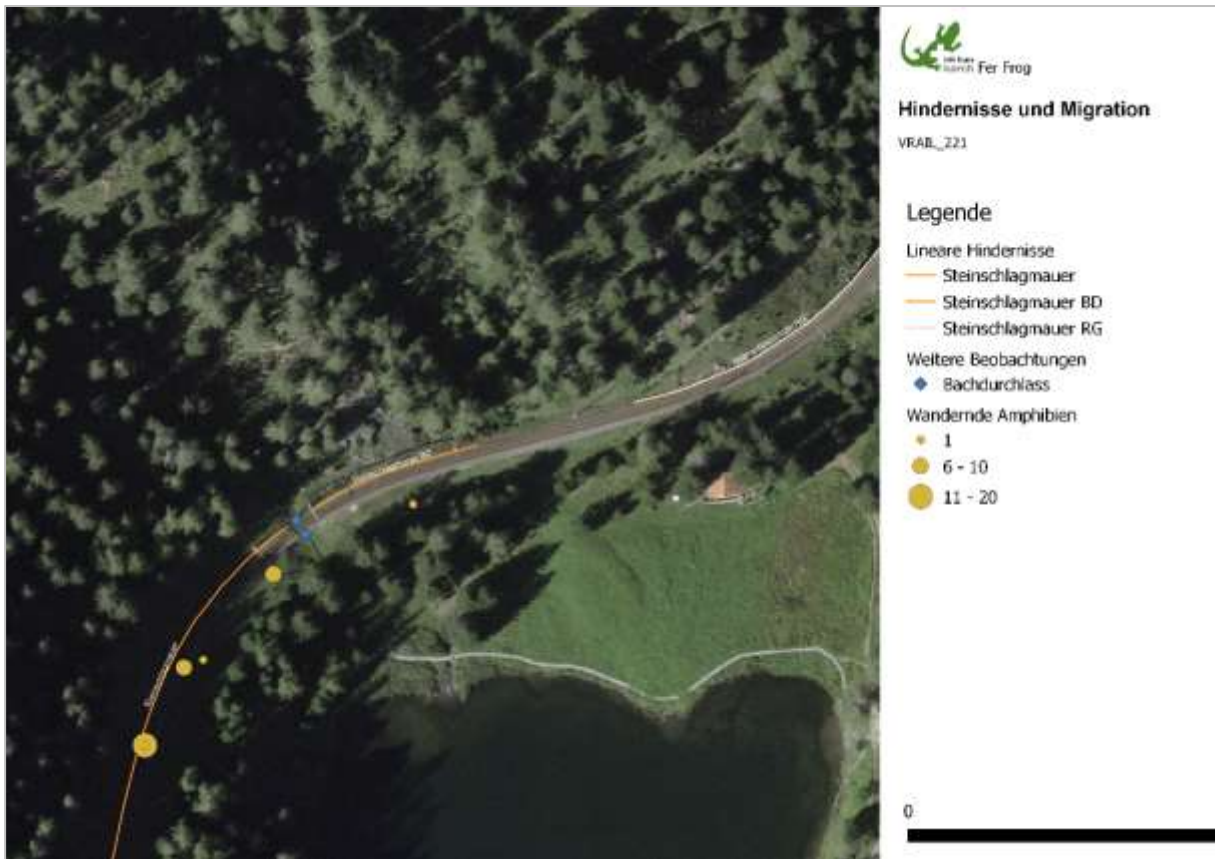 Fer Frog
Hindernisse und Migration
VRAIL_221
Legende
Lineare Hindernisse
Steinschlagmauer
Steinschlagmauer BD
Steinschlagmauer RG
Weitere Beobachtungen
Bachdurchlass
Wandernde Amphibien
1
6 - 10
11 - 20
0